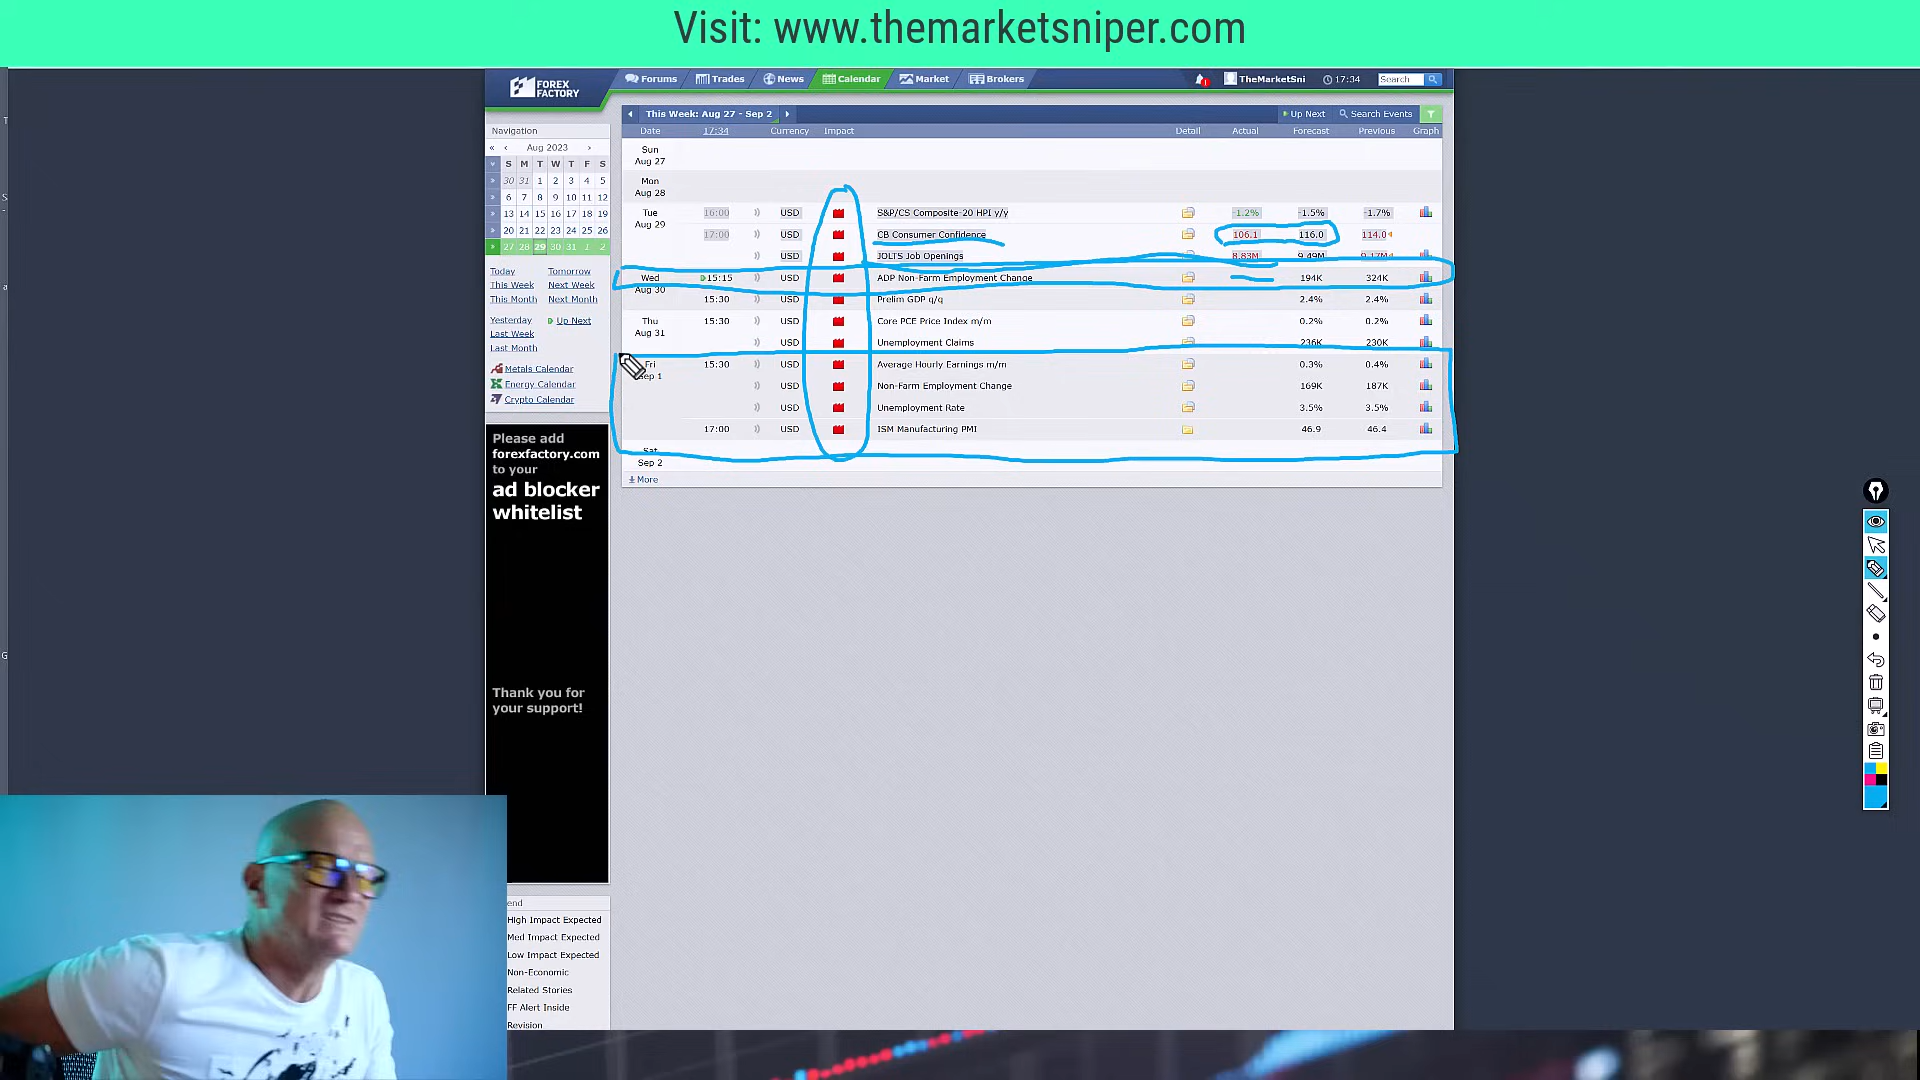 Visit: www.themarketsniper.com
FOREX FACTORY
Forums Trades News Calendar Market Brokers TheMarketSni 17:34 Search
This Week: Aug 27 - Sep 2 Up Next Search Events
Date 17:34 Currency Impact Detail Actual Forecast Previous Graph
Sun
Aug 27
Mon
Aug 28
Tue 16:00 USD S&P/CS Composite-20 HPI y/y -1.2% -1.5% -1.7%
Aug 29
17:00 USD CB Consumer Confidence 106.1 116.0 114.0
USD JOLTS Job Openings 8.83M 9.49M 9.17M
Wed 15:15 USD ADP Non-Farm Employment Change 194K 324K
Aug 30
15:30 USD Prelim GDP q/q 2.4% 2.4%
Thu 15:30 USD Core PCE Price Index m/m 0.2% 0.2%
Aug 31
USD Unemployment Claims 236K 230K
Fri 15:30 USD Average Hourly Earnings m/m 0.3% 0.4%
Sep 1
USD Non-Farm Employment Change 169K 187K
USD Unemployment Rate 3.5% 3.5%
17:00 USD ISM Manufacturing PMI 46.9 46.4
Sat
Sep 2
More
Navigation
« ‹ Aug 2023 ›
S M T W T F S
30 31 1 2 3 4 5
6 7 8 9 10 11 12
13 14 15 16 17 18 19
20 21 22 23 24 25 26
27 28 29 30 31 1 2
Today Tomorrow
This Week Next Week
This Month Next Month
Yesterday Up Next
Last Week
Last Month
Metals Calendar
Energy Calendar
Crypto Calendar
Please add
forexfactory.com
to your
ad blocker
whitelist
Thank you for
your support!
end
High Impact Expected
Med Impact Expected
Low Impact Expected
Non-Economic
Related Stories
FF Alert Inside
Revision